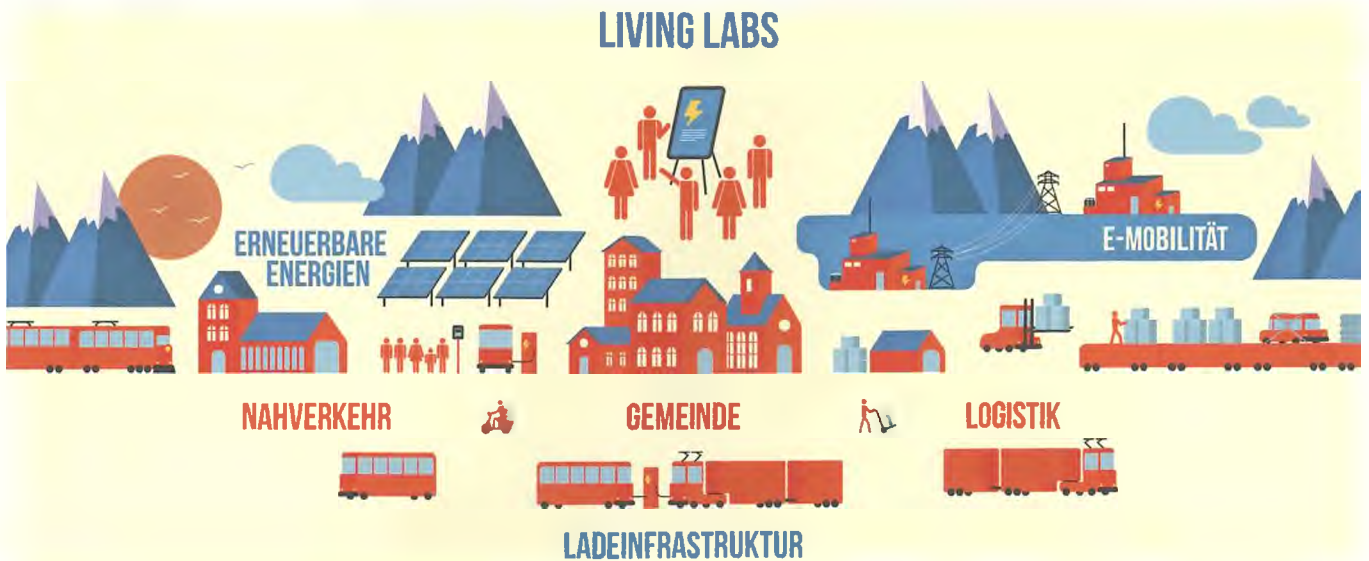 LIVING LABS
ERNEUERBARE
ENERGIEN
E-MOBILITÄT
NAHVERKEHR
GEMEINDE
LOGISTIK
LADEINFRASTRUKTUR